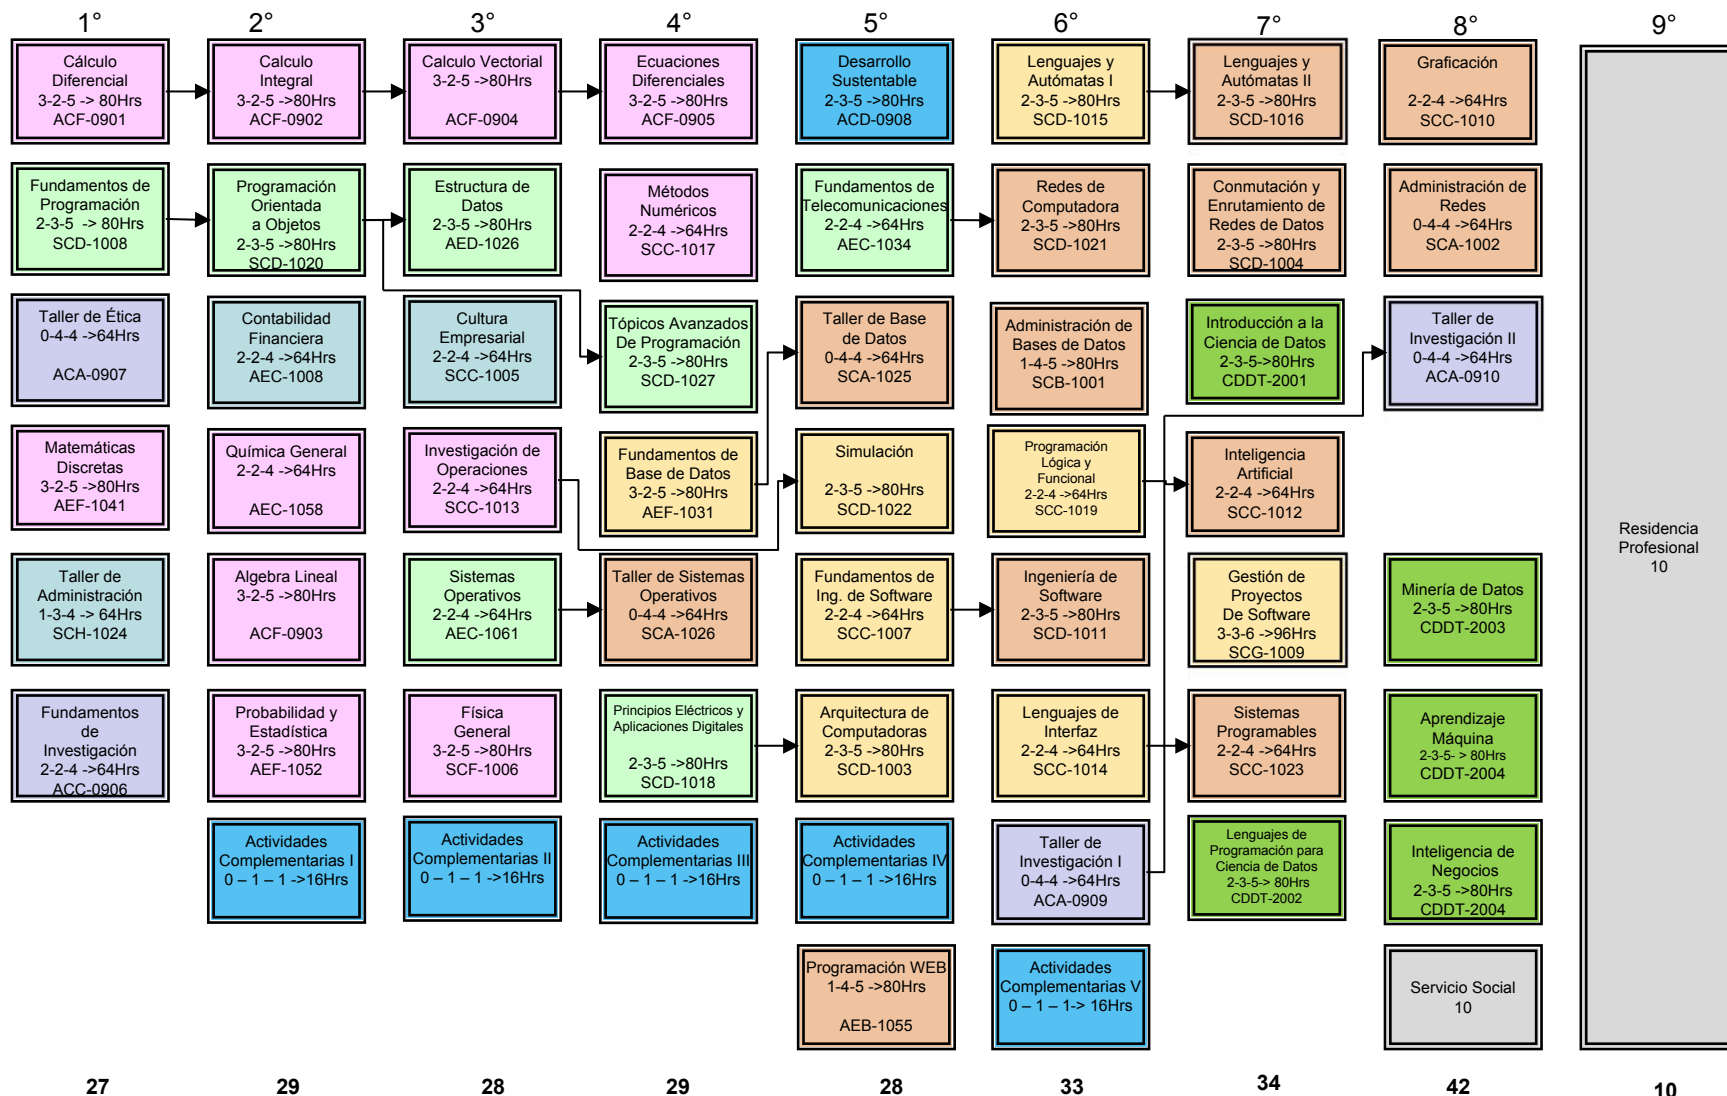 1°
2°
3°
4°
5°
6°
7°
8°
9°
Cálculo
Diferencial
3-2-5 -> 80Hrs
ACF-0901
Calculo
Integral
3-2-5 ->80Hrs
ACF-0902
Calculo Vectorial
3-2-5 ->80Hrs
ACF-0904
Ecuaciones
Diferenciales
3-2-5 ->80Hrs
ACF-0905
Desarrollo
Sustentable
2-3-5 ->80Hrs
ACD-0908
Lenguajes y
Autómatas I
2-3-5 ->80Hrs
SCD-1015
Lenguajes y
Autómatas II
2-3-5 ->80Hrs
SCD-1016
Graficación
2-2-4 ->64Hrs
SCC-1010
Fundamentos de
Programación
2-3-5 -> 80Hrs
SCD-1008
Programación
Orientada
a Objetos
2-3-5 ->80Hrs
SCD-1020
Estructura de
Datos
2-3-5 ->80Hrs
AED-1026
Métodos
Numéricos
2-2-4 ->64Hrs
SCC-1017
Fundamentos de
Telecomunicaciones
2-2-4 ->64Hrs
AEC-1034
Redes de
Computadora
2-3-5 ->80Hrs
SCD-1021
Conmutación y
Enrutamiento de
Redes de Datos
2-3-5 ->80Hrs
SCD-1004
Administración de
Redes
0-4-4 ->64Hrs
SCA-1002
Taller de Ética
0-4-4 ->64Hrs
ACA-0907
Contabilidad
Financiera
2-2-4 ->64Hrs
AEC-1008
Cultura
Empresarial
2-2-4 ->64Hrs
SCC-1005
Tópicos Avanzados
De Programación
2-3-5 ->80Hrs
SCD-1027
Taller de Base
de Datos
0-4-4 ->64Hrs
SCA-1025
Administración de
Bases de Datos
1-4-5 ->80Hrs
SCB-1001
Introducción a la
Ciencia de Datos
2-3-5->80Hrs
CDDT-2001
Taller de
Investigación II
0-4-4 ->64Hrs
ACA-0910
Matemáticas
Discretas
3-2-5 ->80Hrs
AEF-1041
Química General
2-2-4 ->64Hrs
AEC-1058
Investigación de
Operaciones
2-2-4 ->64Hrs
SCC-1013
Fundamentos de
Base de Datos
3-2-5 ->80Hrs
AEF-1031
Simulación
2-3-5 ->80Hrs
SCD-1022
Programación
Lógica y
Funcional
2-2-4 ->64Hrs
SCC-1019
Inteligencia
Artificial
2-2-4 ->64Hrs
SCC-1012
Residencia
Profesional
10
Taller de
Administración
1-3-4 -> 64Hrs
SCH-1024
Algebra Lineal
3-2-5 ->80Hrs
ACF-0903
Sistemas
Operativos
2-2-4 ->64Hrs
AEC-1061
Taller de Sistemas
Operativos
0-4-4 ->64Hrs
SCA-1026
Fundamentos de
Ing. de Software
2-2-4 ->64Hrs
SCC-1007
Ingeniería de
Software
2-3-5 ->80Hrs
SCD-1011
Gestión de
Proyectos
De Software
3-3-6 ->96Hrs
SCG-1009
Minería de Datos
2-3-5 ->80Hrs
CDDT-2003
Fundamentos
de
Investigación
2-2-4 ->64Hrs
ACC-0906
Probabilidad y
Estadística
3-2-5 ->80Hrs
AEF-1052
Física
General
3-2-5 ->80Hrs
SCF-1006
Principios Eléctricos y
Aplicaciones Digitales
2-3-5 ->80Hrs
SCD-1018
Arquitectura de
Computadoras
2-3-5 ->80Hrs
SCD-1003
Lenguajes de
Interfaz
2-2-4 ->64Hrs
SCC-1014
Sistemas
Programables
2-2-4 ->64Hrs
SCC-1023
Aprendizaje
Máquina
2-3-5- > 80Hrs
CDDT-2004
Actividades
Complementarias I
0 – 1 – 1 ->16Hrs
Actividades
Complementarias II
0 – 1 – 1 ->16Hrs
Actividades
Complementarias III
0 – 1 – 1 ->16Hrs
Actividades
Complementarias IV
0 – 1 – 1 ->16Hrs
Taller de
Investigación I
0-4-4 ->64Hrs
ACA-0909
Lenguajes de
Programación para
Ciencia de Datos
2-3-5-> 80Hrs
CDDT-2002
Inteligencia de
Negocios
2-3-5 ->80Hrs
CDDT-2004
Programación WEB
1-4-5 ->80Hrs
AEB-1055
Actividades
Complementarias V
0 – 1 – 1-> 16Hrs
Servicio Social
10
27
29
28
29
28
33
34
42
10